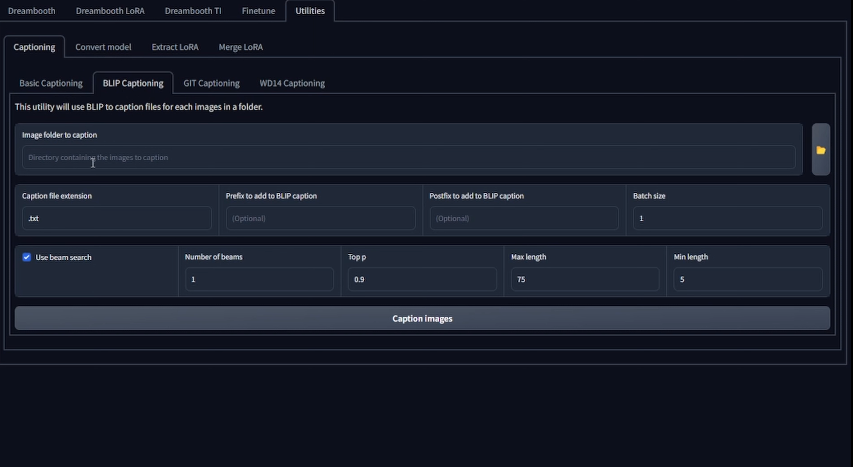 Dreambooth Dreambooth LoRA Dreambooth TI Finetune Utilities
Captioning Convert model Extract LoRA Merge LoRA
Basic Captioning BLIP Captioning GIT Captioning WD14 Captioning
This utility will use BLIP to caption files for each images in a folder.
Image folder to caption
Directory containing the images to caption
Caption file extension Prefix to add to BLIP caption Postfix to add to BLIP caption Batch size
.txt (Optional) (Optional) 1
Use beam search Number of beams Top p Max length Min length
1 0.9 75 5
Caption images